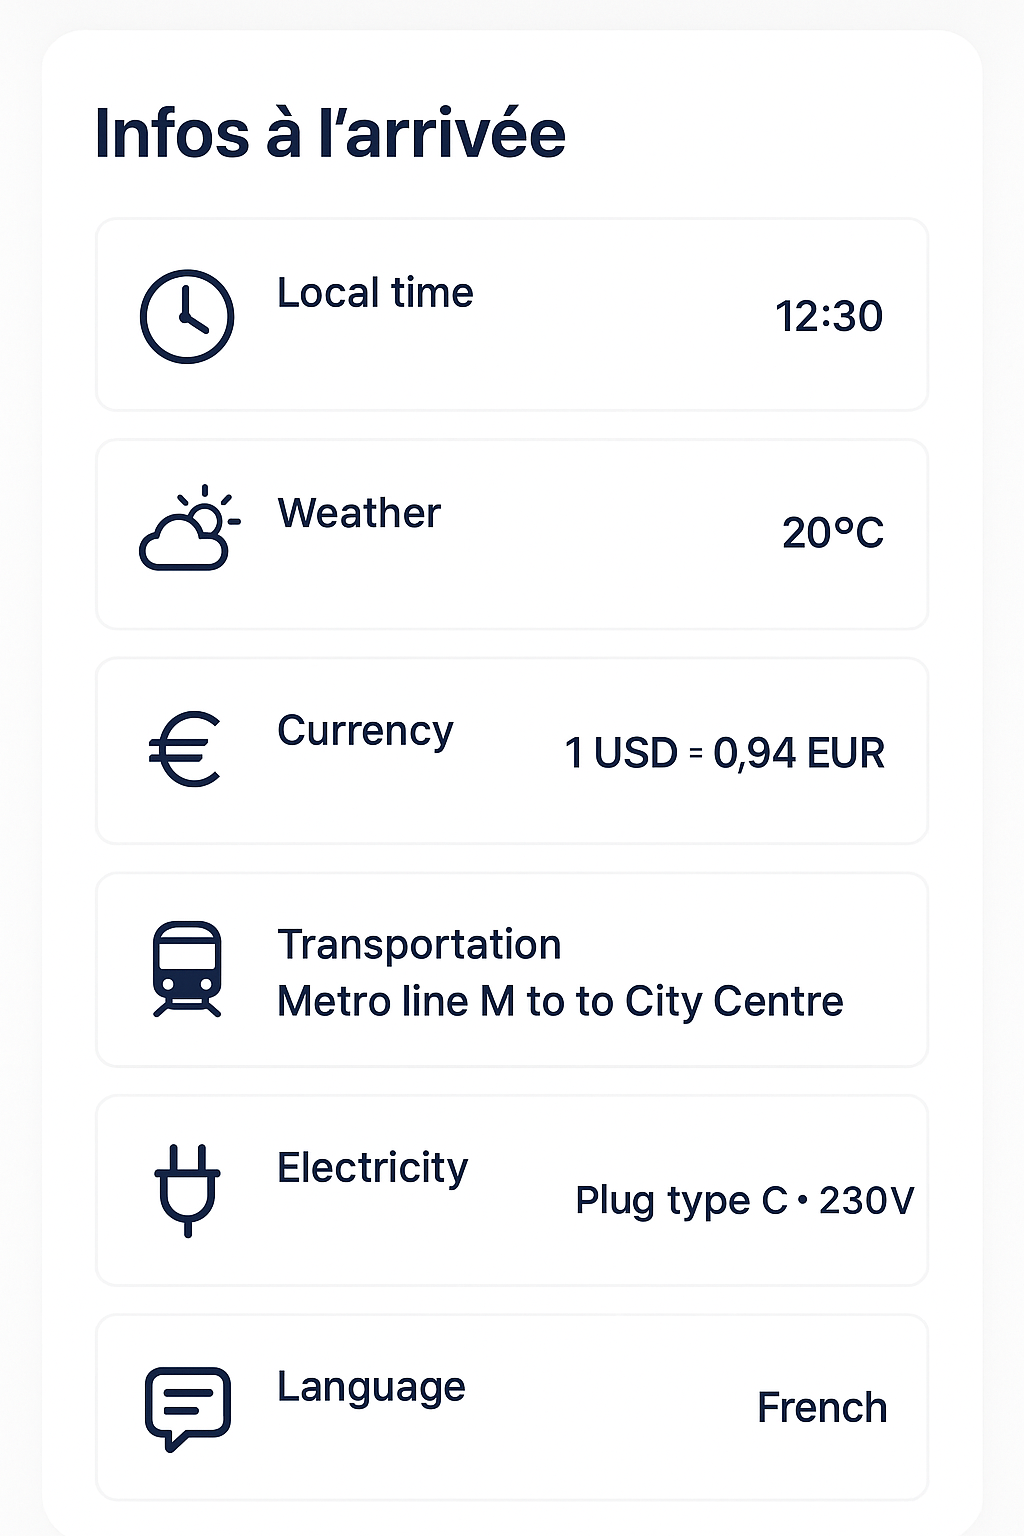 Infos à l’arrivée
Local time
12:30
Weather
20°C
Currency
1 USD = 0,94 EUR
Transportation
Metro line M to to City Centre
Electricity
Plug type C • 230V
Language
French